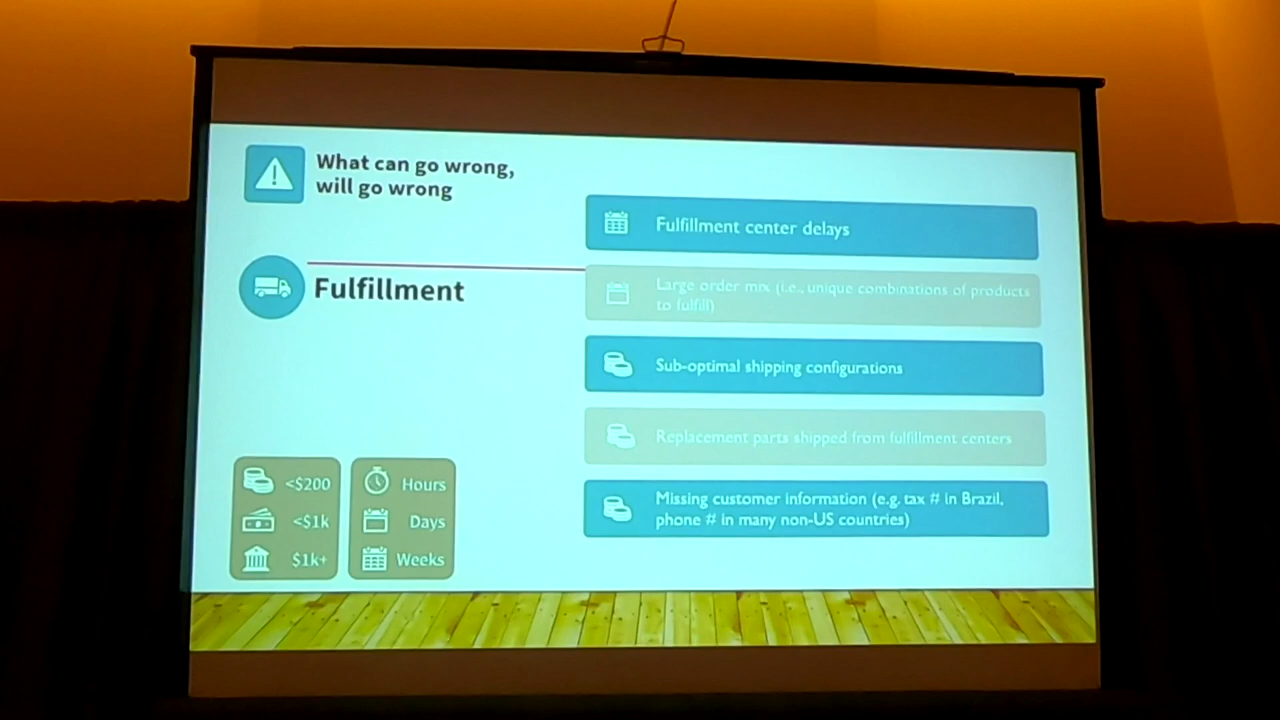 What can go wrong,
will go wrong
Fulfillment
Fulfillment center delays
Large order mix (i.e., unique combinations of products
to fulfill)
Sub-optimal shipping configurations
Replacement parts shipped from fulfillment centers
Missing customer information (e.g. tax # in Brazil,
phone # in many non-US countries)
<$200
<$1k
$1k+
Hours
Days
Weeks